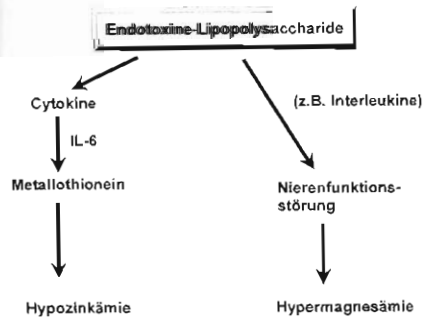 Endotoxine-Lipopolysaccharide
Cytokine
(z.B. Interleukine)
IL-6
Metallothionein
Nierenfunktions-
störung
Hypozinkämie
Hypermagnesämie